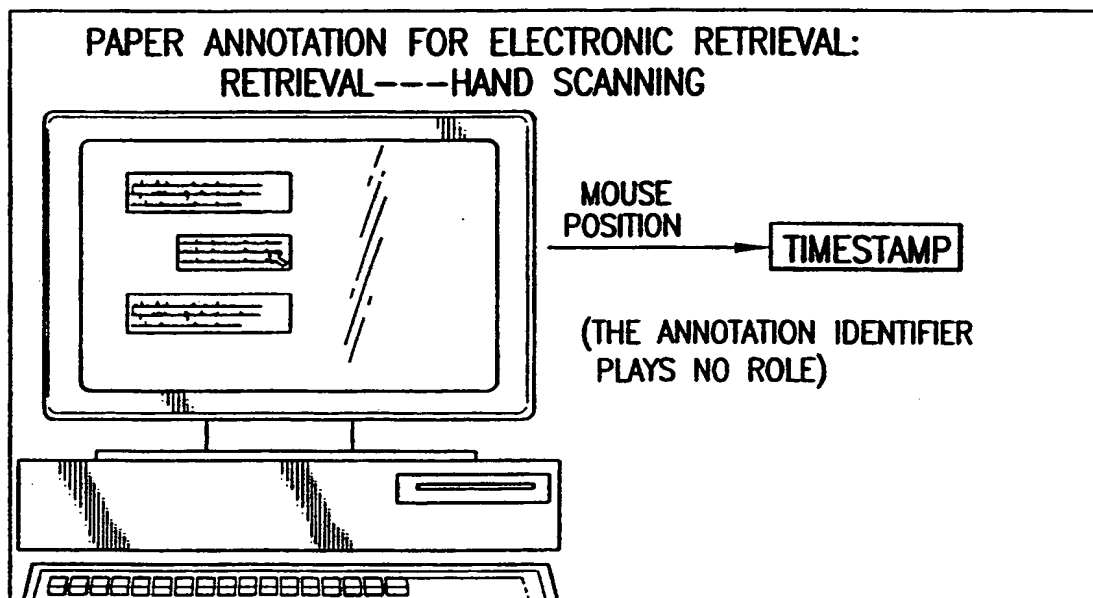 PAPER ANNOTATION FOR ELECTRONIC RETRIEVAL:
RETRIEVAL---HAND SCANNING
MOUSE
POSITION
TIMESTAMP
(THE ANNOTATION IDENTIFIER
PLAYS NO ROLE)